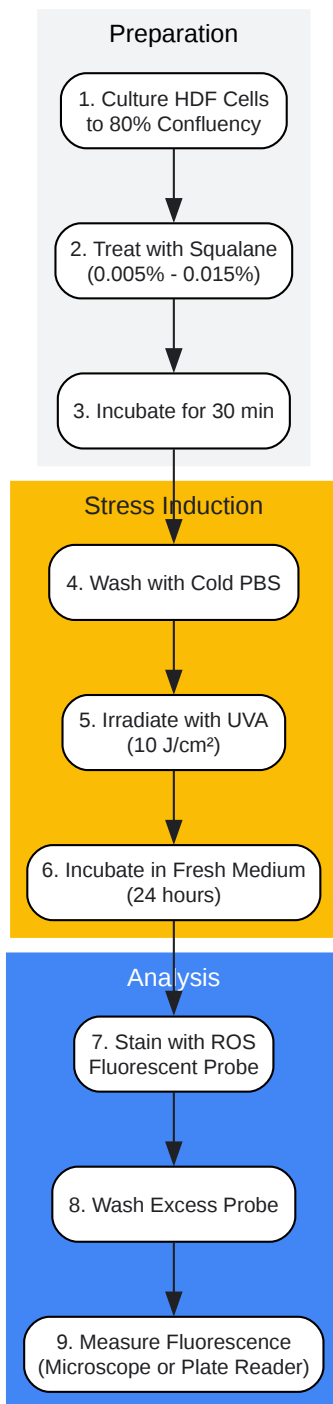 Preparation
1. Culture HDF Cells
to 80% Confluency
2. Treat with Squalane
(0.005% - 0.015%)
3. Incubate for 30 min
Stress Induction
4. Wash with Cold PBS
5. Irradiate with UVA
(10 J/cm²)
6. Incubate in Fresh Medium
(24 hours)
Analysis
7. Stain with ROS
Fluorescent Probe
8. Wash Excess Probe
9. Measure Fluorescence
(Microscope or Plate Reader)